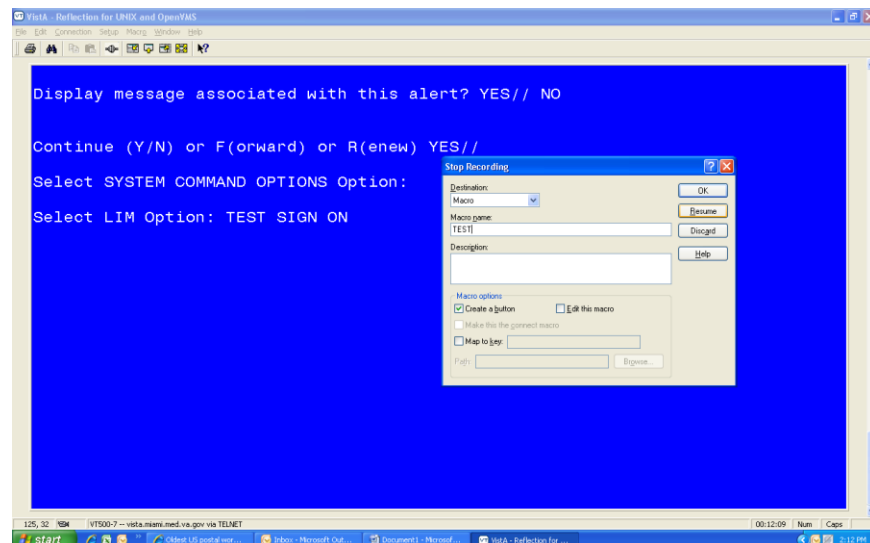 VistA - Reflection for UNIX and OpenVMS
File Edit Connection Setup Macro Window Help
Display message associated with this alert? YES// NO
Continue (Y/N) or F(orward) or R(enew) YES//
Select SYSTEM COMMAND OPTIONS Option:
Select LIM Option: TEST SIGN ON
Stop Recording
Destination:
Macro
OK
Macro name:
Resume
TEST
Discard
Description:
Help
Macro options
Create a button
Edit this macro
Make this the connect macro
Map to key:
Path
Browse...
125, 32
VT500-7 -- vista.miami.med.va.gov via TELNET
00:12:09
Num
Caps
start
Oldest US postal wor...
Inbox - Microsoft Out...
Document1 - Microsof...
VistA - Reflection for ...
2:12 PM